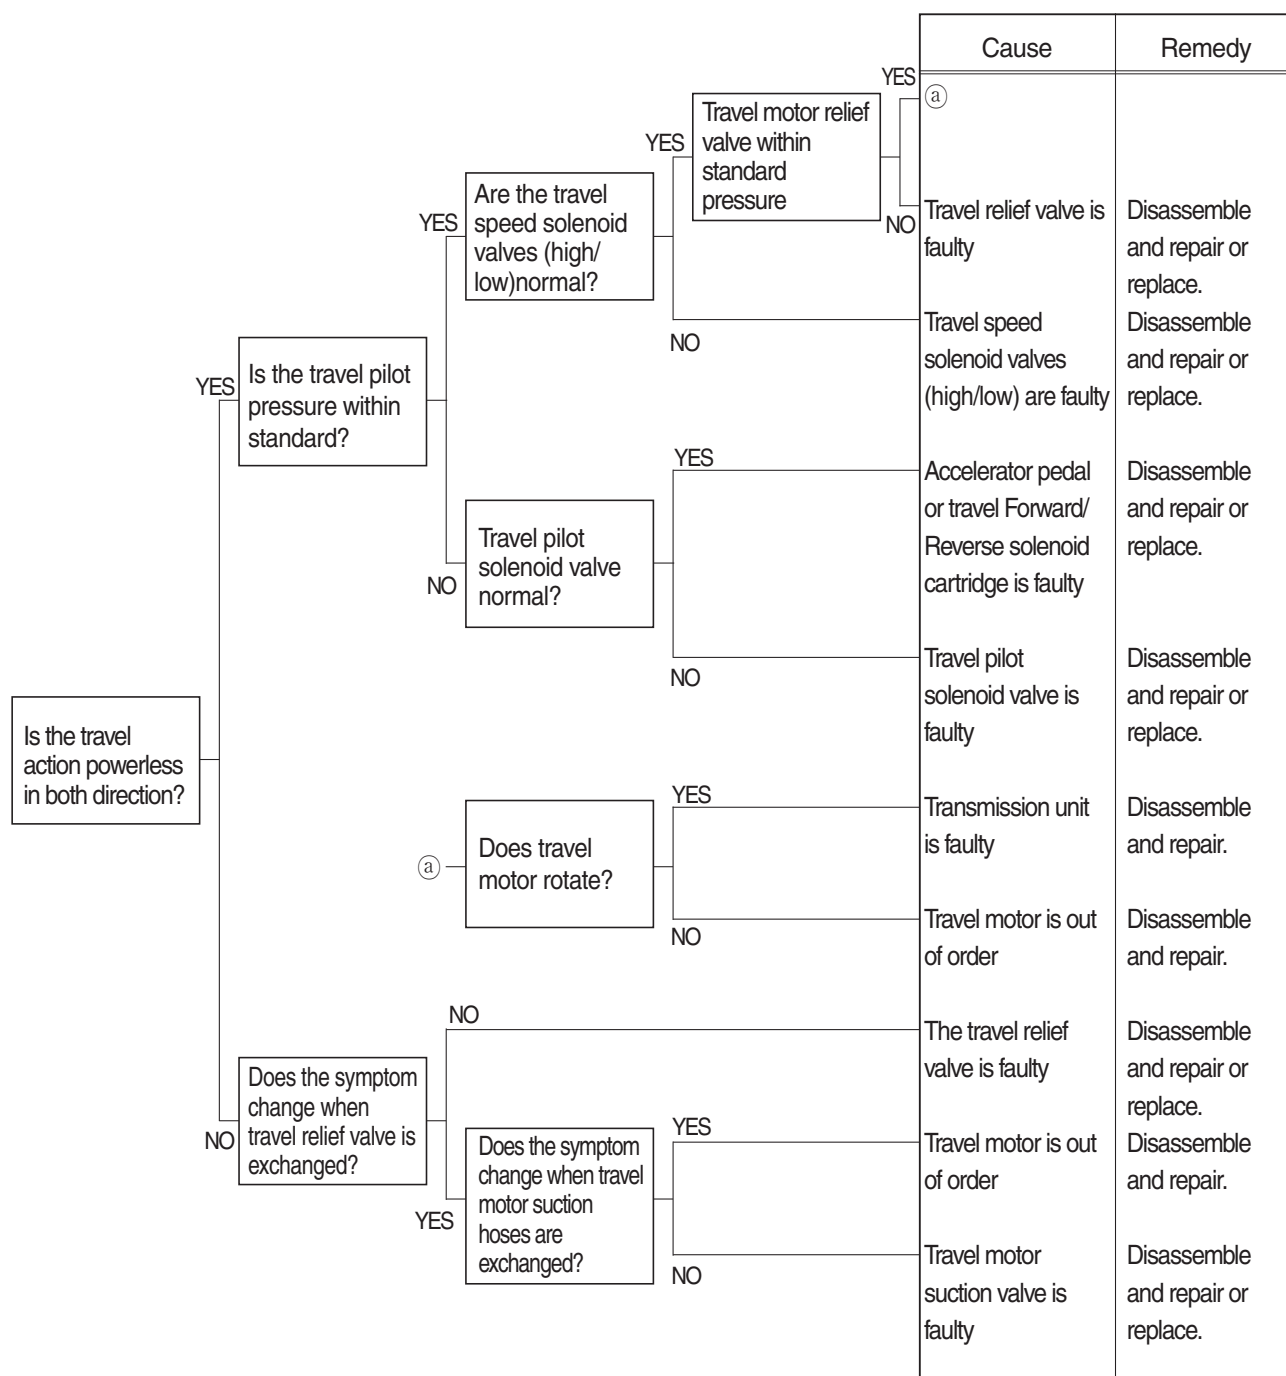 Cause
Remedy
YES
ⓐ
Travel motor relief
valve within
standard
pressure
YES
NO
Travel relief valve is
faulty
Disassemble
and repair or
replace.
Are the travel
speed solenoid
valves (high/
low)normal?
YES
NO
Travel speed
solenoid valves
(high/low) are faulty
Disassemble
and repair or
replace.
Is the travel pilot
pressure within
standard?
YES
YES
Accelerator pedal
or travel Forward/
Reverse solenoid
cartridge is faulty
Disassemble
and repair or
replace.
Travel pilot
solenoid valve
normal?
NO
NO
Travel pilot
solenoid valve is
faulty
Disassemble
and repair or
replace.
Is the travel
action powerless
in both direction?
ⓐ
Does travel
motor rotate?
YES
Transmission unit
is faulty
Disassemble
and repair.
NO
Travel motor is out
of order
Disassemble
and repair.
NO
The travel relief
valve is faulty
Disassemble
and repair or
replace.
Does the symptom
change when
travel relief valve is
exchanged?
NO
YES
Does the symptom
change when travel
motor suction
hoses are
exchanged?
YES
Travel motor is out
of order
Disassemble
and repair.
NO
Travel motor
suction valve is
faulty
Disassemble
and repair or
replace.